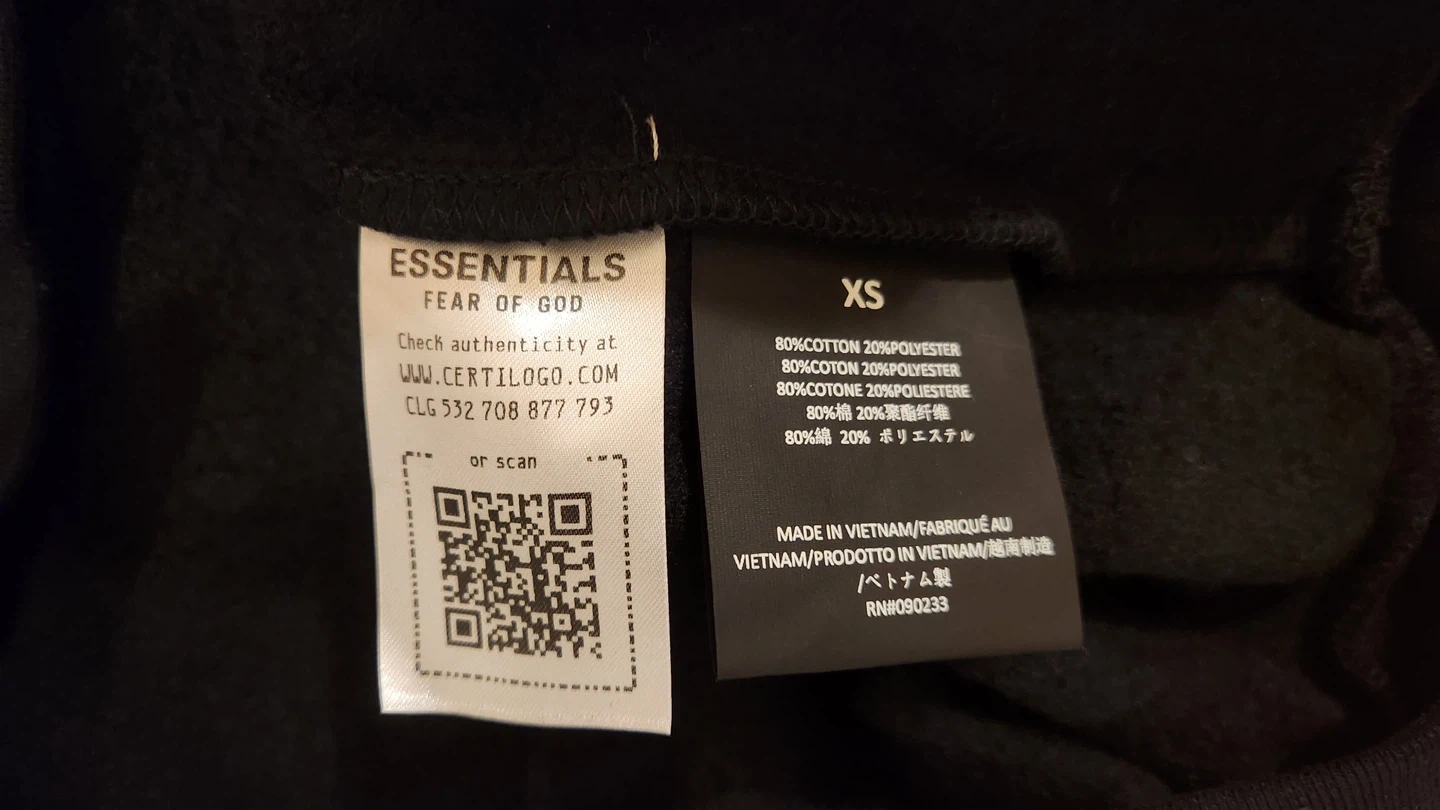 ESSENTIALS
FEAR OF GOD
Check authenticity at
WWW.CERTILOGO.COM
CLG 532 708 877 793
or scan
XS
80%COTTON 20%POLYESTER
80%COTON 20%POLYESTER
80%COTONE 20%POLIESTERE
80%棉 20%聚酯纤维
80%綿 20% ポリエステル
MADE IN VIETNAM/FABRIQUÉ AU
VIETNAM/PRODOTTO IN VIETNAM/越南制造
/ベトナム製
RN#090233